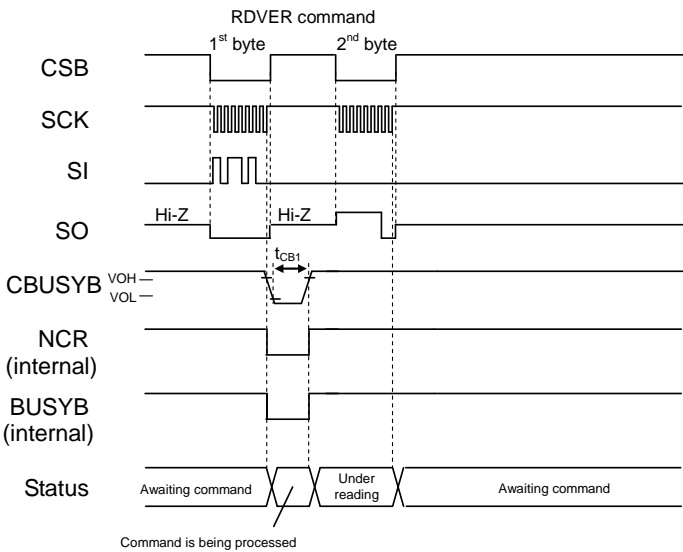 RDVER command
1st byte
2nd byte
CSB
SCK
SI
SO
Hi-Z
Hi-Z
tCB1
CBUSYB
VOH
VOL
NCR
(internal)
BUSYB
(internal)
Status
Awaiting command
Under
reading
Awaiting command
Command is being processed